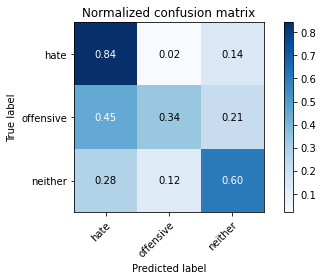 Normalized confusion matrix
True label
hate 0.84 0.02 0.14
offensive 0.45 0.34 0.21
neither 0.28 0.12 0.60
hate offensive neither
Predicted label
0.8
0.7
0.6
0.5
0.4
0.3
0.2
0.1